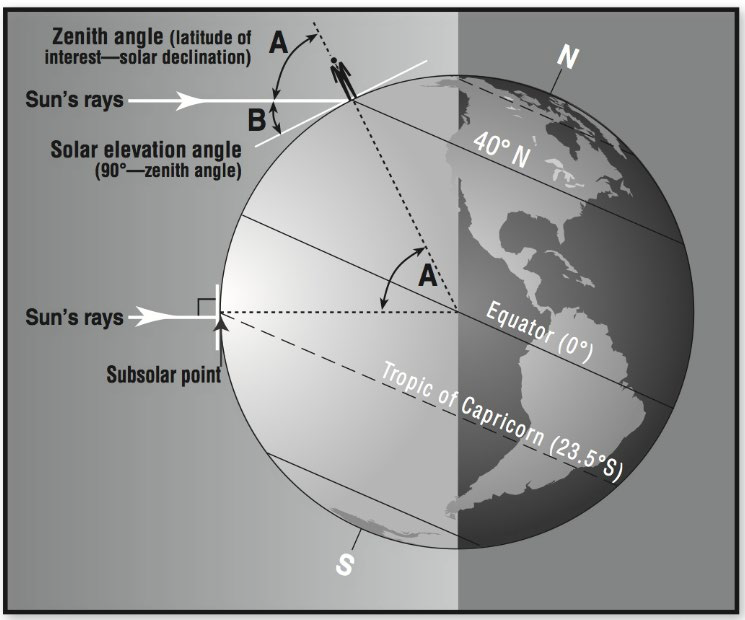 Zenith angle (latitude of
interest—solar declination)
A
N
Sun's rays
B
Solar elevation angle
(90°—zenith angle)
40° N
A
Sun's rays
Equator (0°)
Subsolar point
Tropic of Capricorn (23.5°S)
S